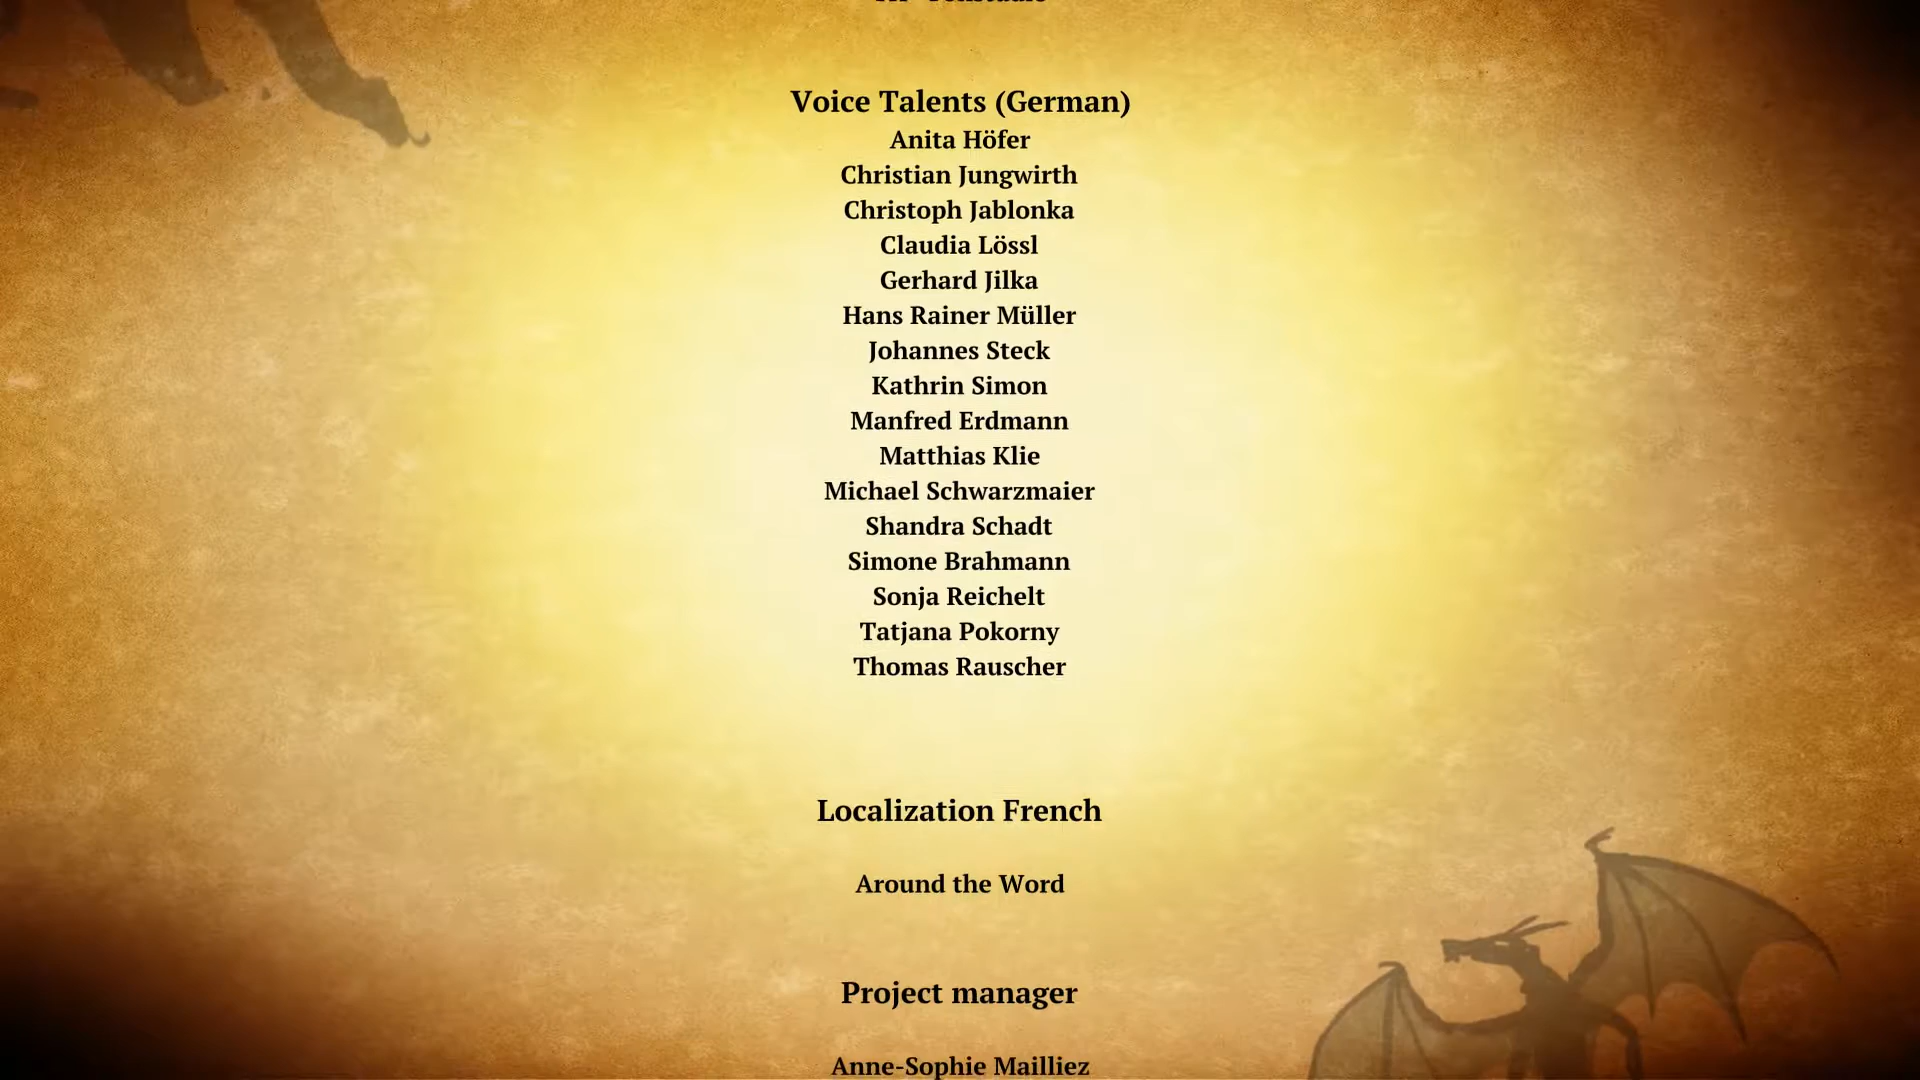 Voice Talents (German)
Anita Höfer
Christian Jungwirth
Christoph Jablonka
Claudia Lössl
Gerhard Jilka
Hans Rainer Müller
Johannes Steck
Kathrin Simon
Manfred Erdmann
Matthias Klie
Michael Schwarzmaier
Shandra Schadt
Simone Brahmann
Sonja Reichelt
Tatjana Pokorny
Thomas Rauscher
Localization French
Around the Word
Project manager
Anne-Sophie Mailliez